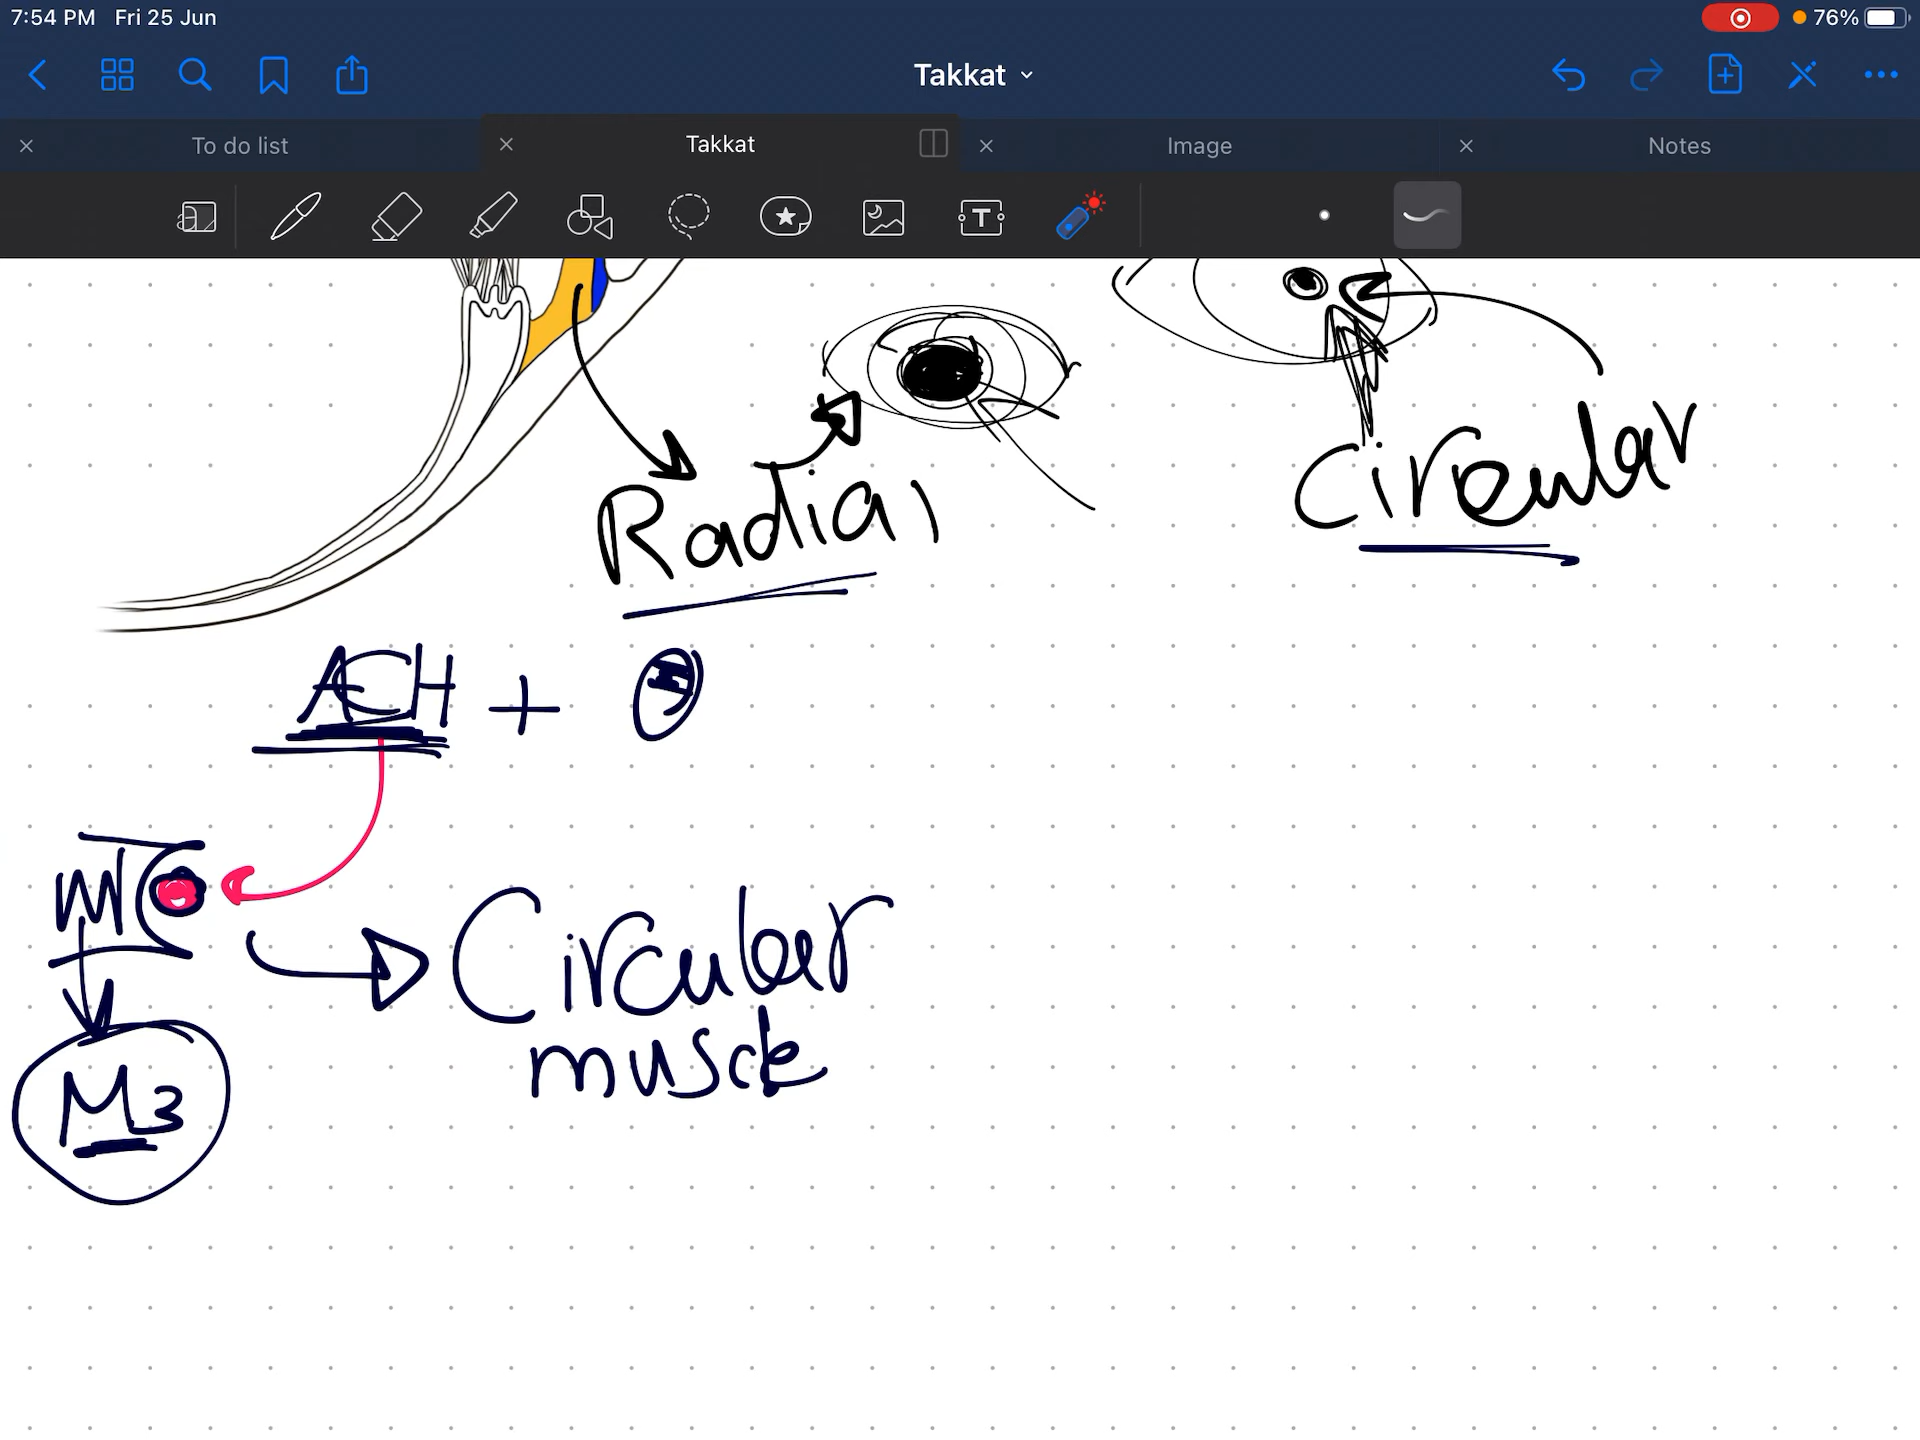 7:54 PM Fri 25 Jun
76%
Takkat
To do list
Takkat
Image
Notes
Radial
Circular
ACH +
M3
Circular
muscle